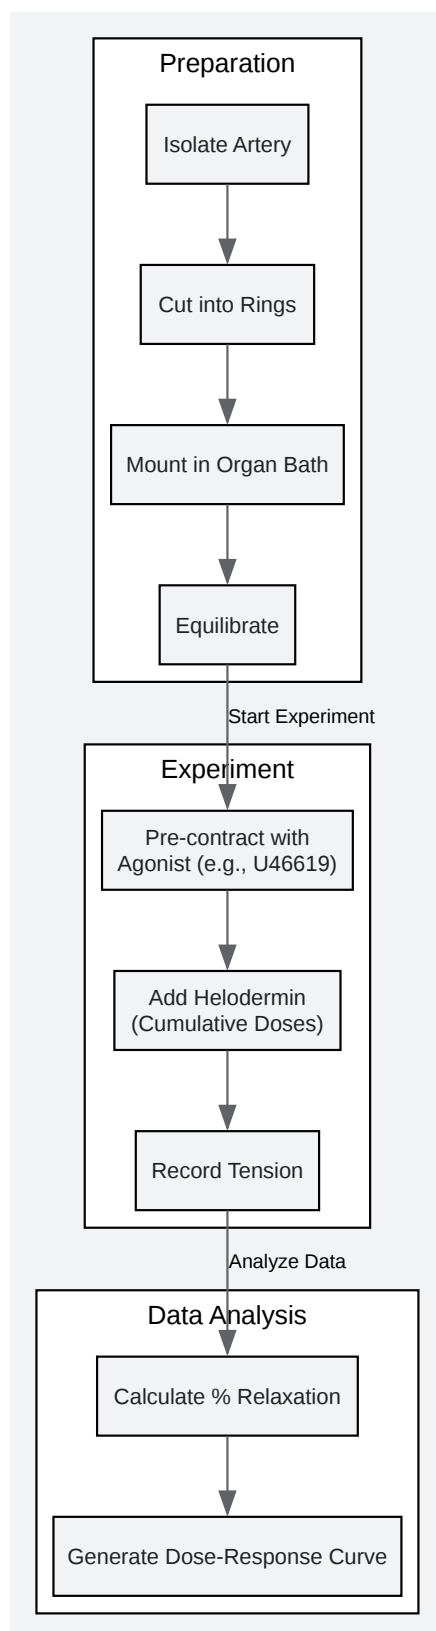 Preparation
Isolate Artery
Cut into Rings
Mount in Organ Bath
Equilibrate
Start Experiment
Experiment
Pre-contract with
Agonist (e.g., U46619)
Add Helodermin
(Cumulative Doses)
Record Tension
Analyze Data
Data Analysis
Calculate % Relaxation
Generate Dose-Response Curve